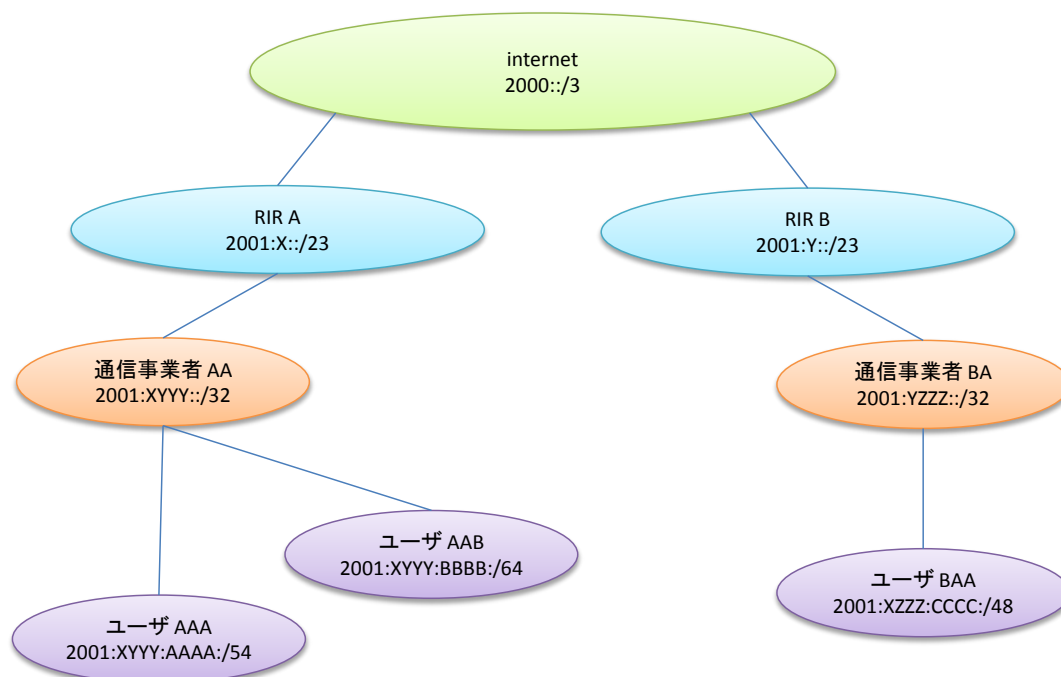 internet
2000::/3
RIR A
2001:X::/23
RIR B
2001:Y::/23
通信事業者 AA
2001:XYYY::/32
通信事業者 BA
2001:YZZZ::/32
ユーザ AAB
2001:XYYY:BBBB:/64
ユーザ BAA
2001:XZZZ:CCCC:/48
ユーザ AAA
2001:XYYY:AAAA:/54